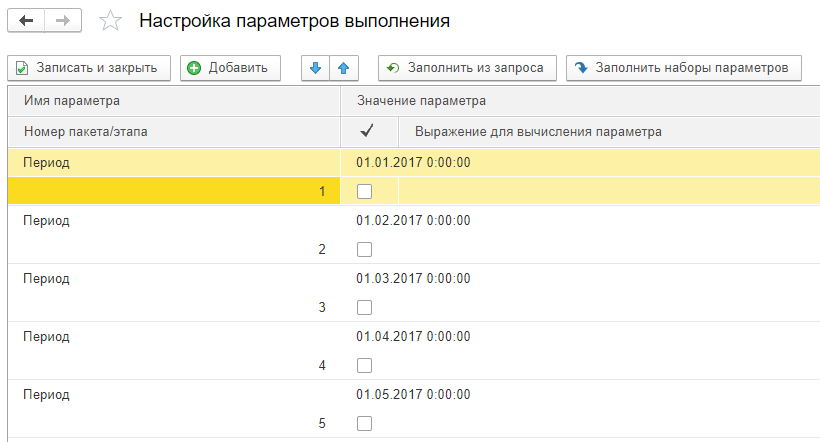 Настройка параметров выполнения
Записать и закрыть Добавить Заполнить из запроса Заполнить наборы параметров
Имя параметра Значение параметра
Номер пакета/этапа Выражение для вычисления параметра
Период 01.01.2017 0:00:00
1
Период 01.02.2017 0:00:00
2
Период 01.03.2017 0:00:00
3
Период 01.04.2017 0:00:00
4
Период 01.05.2017 0:00:00
5